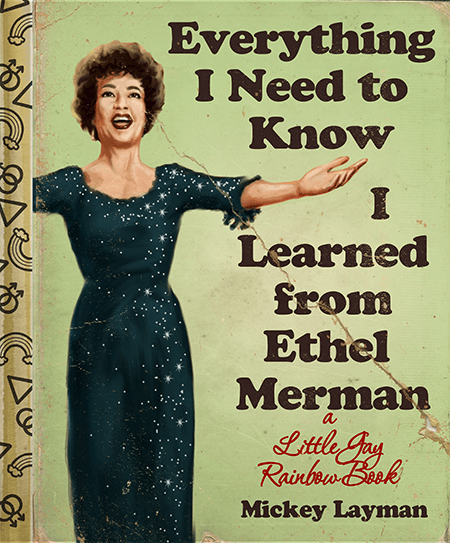 Everything
I Need to
Know
I
Learned
from
Ethel
Merman
a
Little Gay
Rainbow Book
Mickey Layman